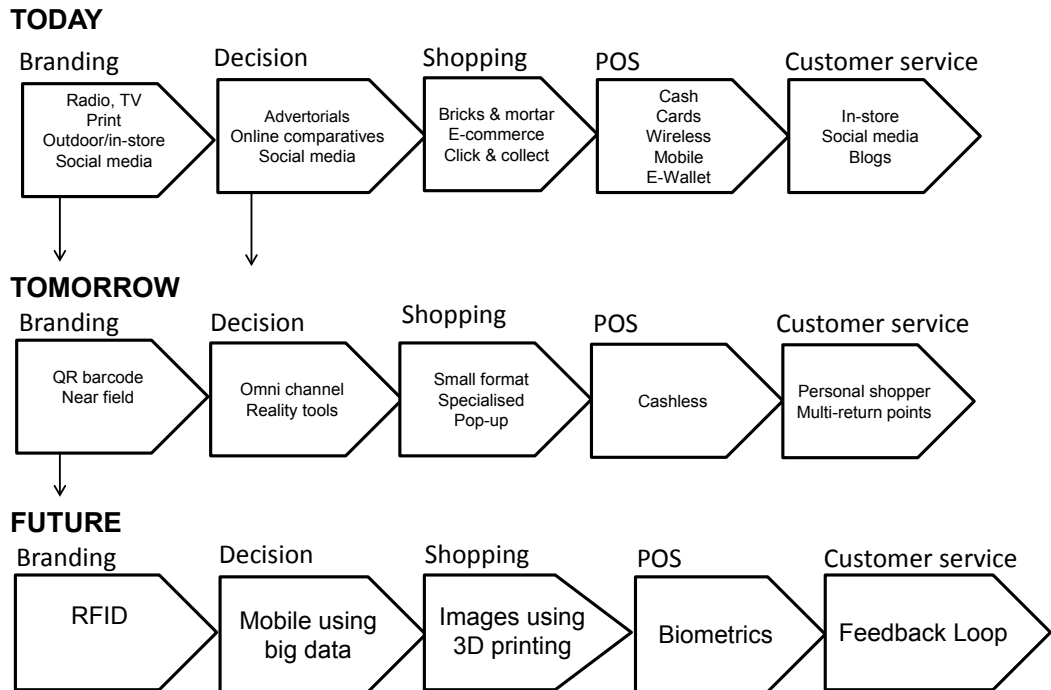 TODAY
Branding
Radio, TV
Print
Outdoor/in-store
Social media
Decision
Advertorials
Online comparatives
Social media
Shopping
Bricks & mortar
E-commerce
Click & collect
POS
Cash
Cards
Wireless
Mobile
E-Wallet
Customer service
In-store
Social media
Blogs
TOMORROW
Branding
QR barcode
Near field
Decision
Omni channel
Reality tools
Shopping
Small format
Specialised
Pop-up
POS
Cashless
Customer service
Personal shopper
Multi-return points
FUTURE
Branding
RFID
Decision
Mobile using
big data
Shopping
Images using
3D printing
POS
Biometrics
Customer service
Feedback Loop